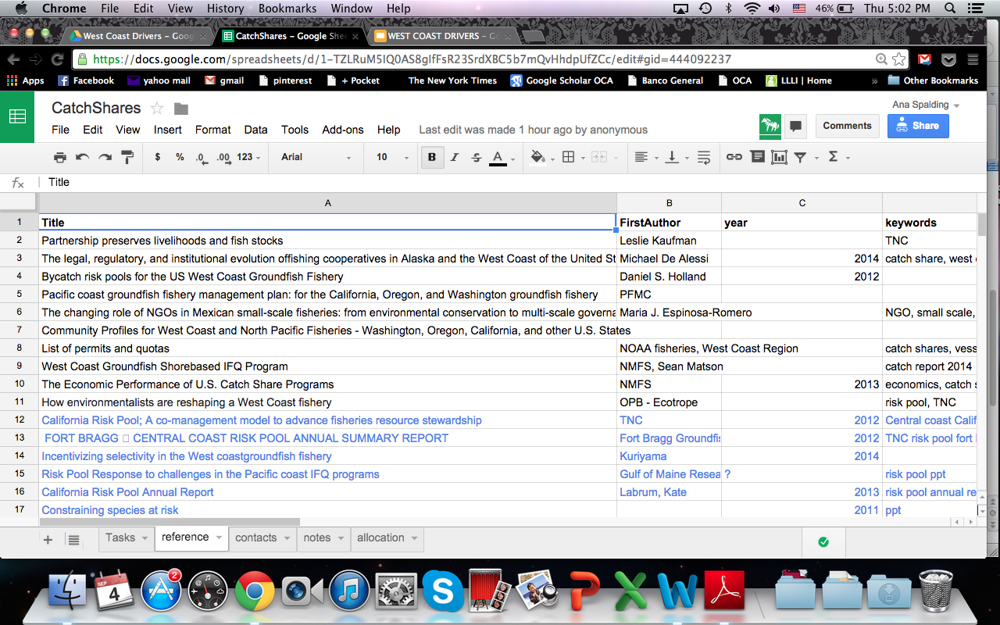 Chrome File Edit View History Bookmarks Window Help 46% Thu 5:02 PM
West Coast Drivers – Goog CatchShares – Google She WEST COAST DRIVERS – G
https://docs.google.com/spreadsheets/d/1-TZLRuM5IQ0AS8gIfFsR23SrdXBC5b7mQvHhdpUfZCc/edit#gid=444092237
Apps Facebook yahoo mail gmail pinterest + Pocket The New York Times Google Scholar OCA Banco General OCA LLLI | Home » Other Bookmarks
Ana Spalding
CatchShares
File Edit View Insert Format Data Tools Add-ons Help Last edit was made 1 hour ago by anonymous Comments Share
$ % .0 .00 123 Arial 10 B I S A Σ
fx Title
A B C
1 Title FirstAuthor year keywords
2 Partnership preserves livelihoods and fish stocks Leslie Kaufman TNC
3 The legal, regulatory, and institutional evolution offishing cooperatives in Alaska and the West Coast of the United St Michael De Alessi 2014 catch share, west
4 Bycatch risk pools for the US West Coast Groundfish Fishery Daniel S. Holland 2012
5 Pacific coast groundfish fishery management plan: for the California, Oregon, and Washington groundfish fishery PFMC
6 The changing role of NGOs in Mexican small-scale fisheries: from environmental conservation to multi-scale governa Maria J. Espinosa-Romero NGO, small scale,
7 Community Profiles for West Coast and North Pacific Fisheries - Washington, Oregon, California, and other U.S. States
8 List of permits and quotas NOAA fisheries, West Coast Region catch shares, vess
9 West Coast Groundfish Shorebased IFQ Program NMFS, Sean Matson catch report 2014
10 The Economic Performance of U.S. Catch Share Programs NMFS 2013 economics, catch s
11 How environmentalists are reshaping a West Coast fishery OPB - Ecotrope risk pool, TNC
12 California Risk Pool; A co-management model to advance fisheries resource stewardship TNC 2012 Central coast Calif
13 FORT BRAGG □ CENTRAL COAST RISK POOL ANNUAL SUMMARY REPORT Fort Bragg Groundfis 2012 TNC risk pool fort
14 Incentivizing selectivity in the West coastgroundfish fishery Kuriyama 2014
15 Risk Pool Response to challenges in the Pacific coast IFQ programs Gulf of Maine Resea ? risk pool ppt
16 California Risk Pool Annual Report Labrum, Kate 2013 risk pool annual re
17 Constraining species at risk 2011 ppt
+ Tasks reference contacts notes allocation
SEP 4 2 S P X W